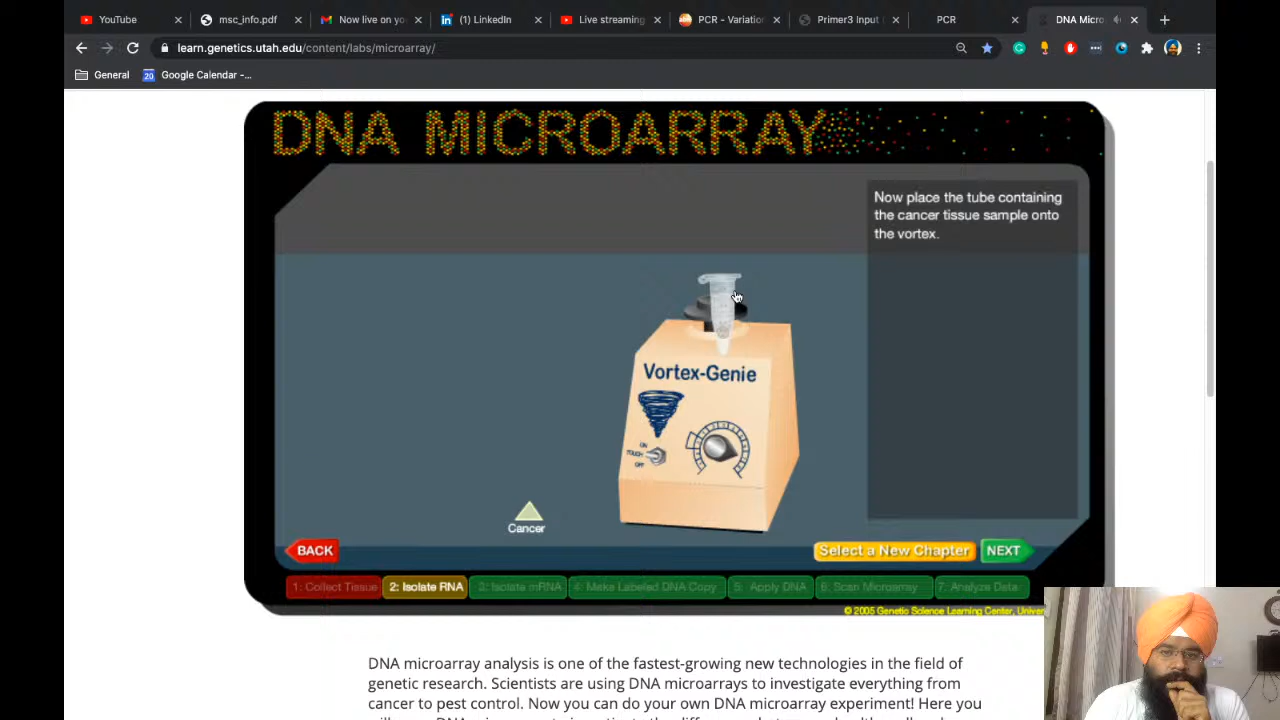 YouTube
msc_info.pdf
Now live on yo
(1) LinkedIn
Live streaming
PCR - Variation
Primer3 Input
PCR
DNA Micro
learn.genetics.utah.edu/content/labs/microarray/
General
20
Google Calendar -...
DNA MICROARRAY
Now place the tube containing
the cancer tissue sample onto
the vortex.
Vortex-Genie
ON
TOUCH
OFF
Cancer
BACK
Select a New Chapter
NEXT
1: Collect Tissue
2: Isolate RNA
3: Isolate mRNA
4: Make Labeled DNA Copy
5: Apply DNA
6: Scan Microarray
7: Analyze Data
© 2005 Genetic Science Learning Center, Univer
DNA microarray analysis is one of the fastest-growing new technologies in the field of
genetic research. Scientists are using DNA microarrays to investigate everything from
cancer to pest control. Now you can do your own DNA microarray experiment! Here you